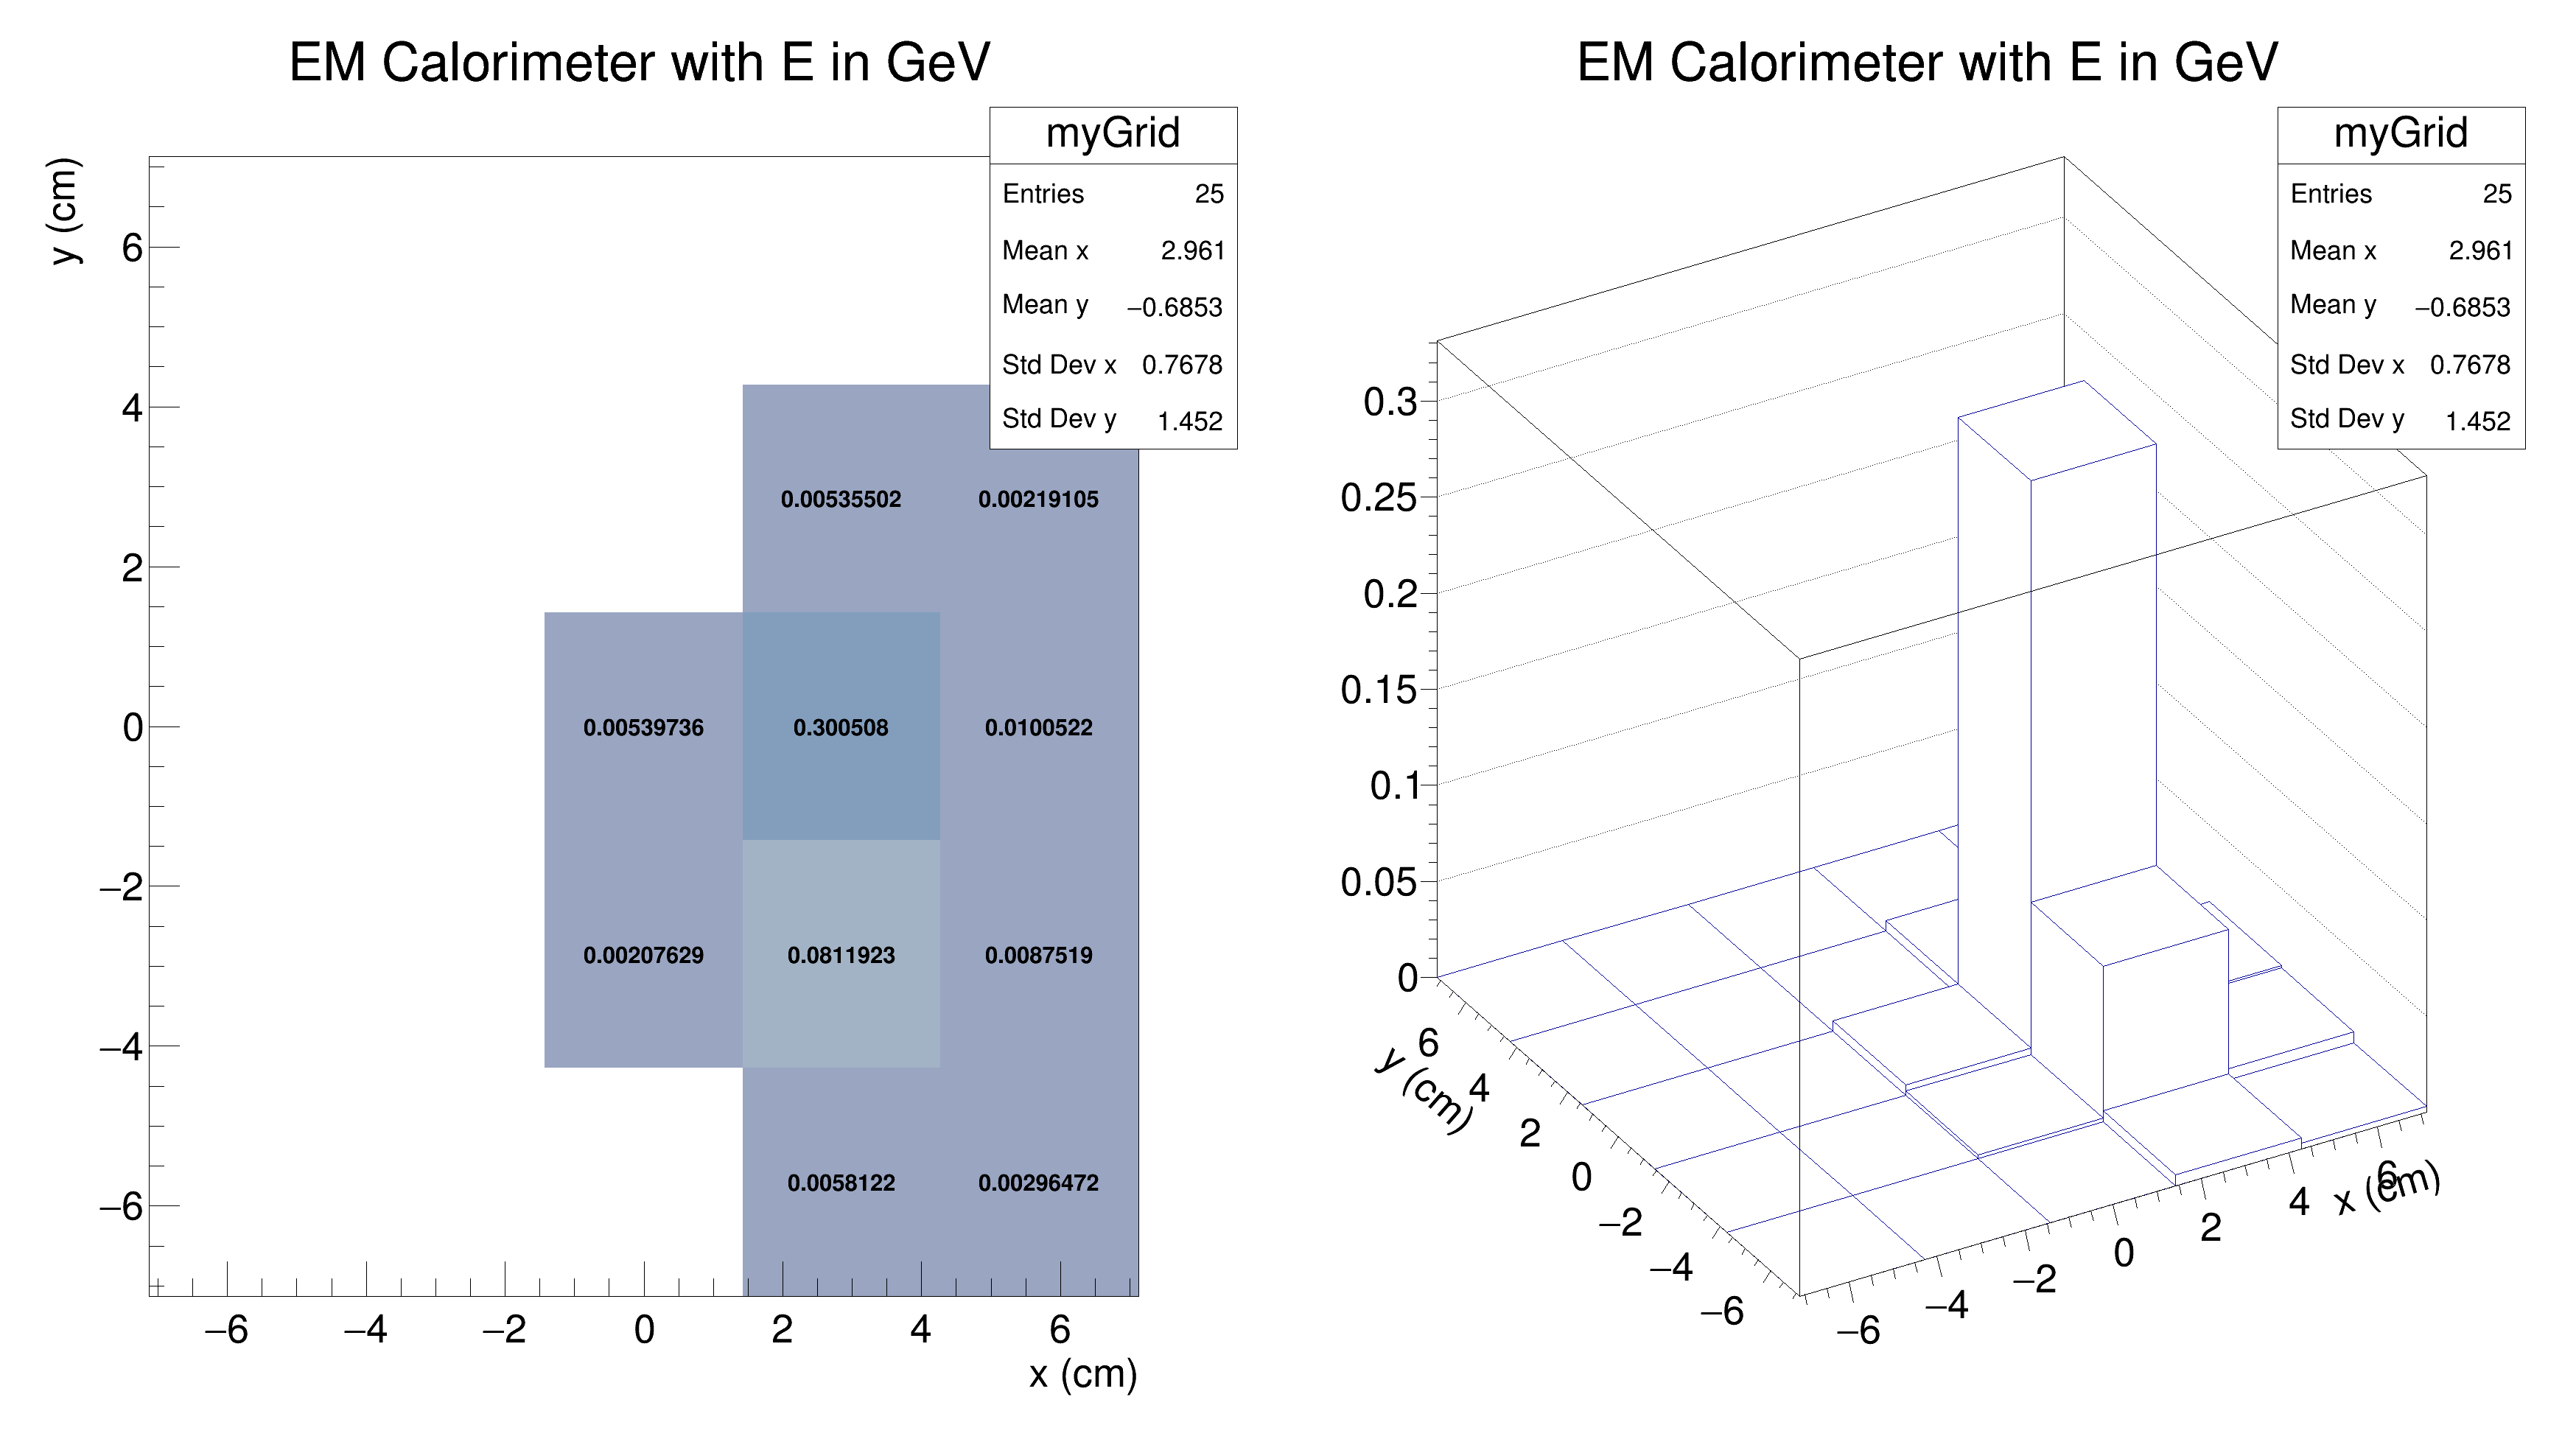 EM Calorimeter with E in GeV
myGrid
Entries 25
Mean x 2.961
Mean y −0.6853
Std Dev x 0.7678
Std Dev y 1.452
y (cm)
6
4
2
0
−2
−4
−6
0.00535502 0.00219105
0.00539736 0.300508 0.0100522
0.00207629 0.0811923 0.0087519
0.0058122 0.00296472
−6 −4 −2 0 2 4 6
x (cm)
EM Calorimeter with E in GeV
myGrid
Entries 25
Mean x 2.961
Mean y −0.6853
Std Dev x 0.7678
Std Dev y 1.452
0.3
0.25
0.2
0.15
0.1
0.05
0
y (cm)
6
4
2
0
−2
−4
−6
−6
−4
−2
0
2
4
6
x (cm)